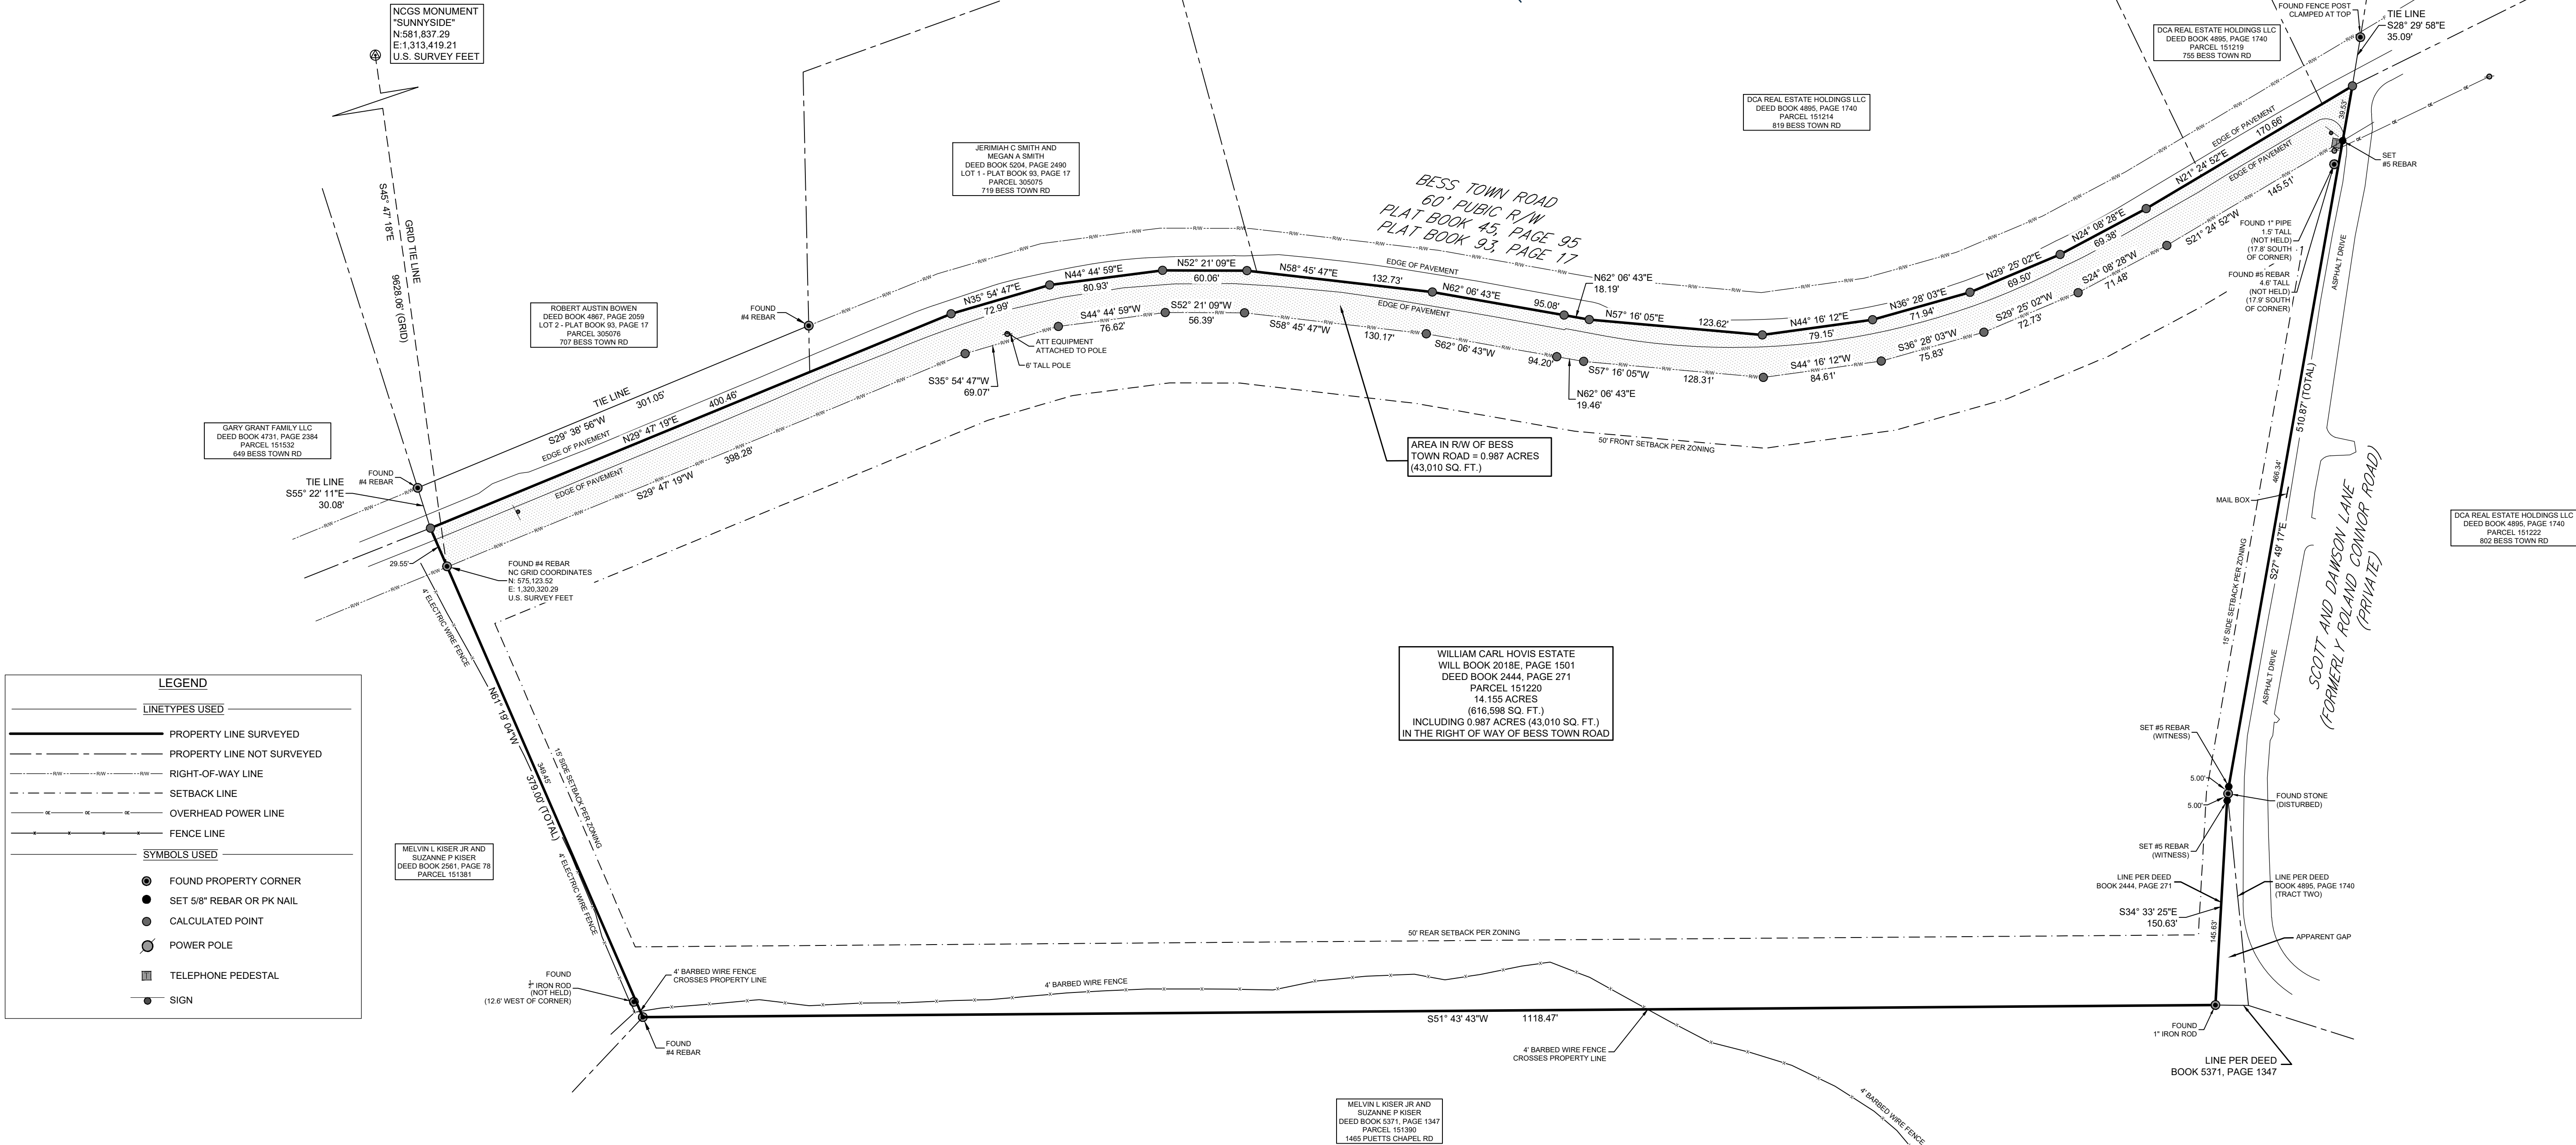 NCGS MONUMENT
"SUNNYSIDE"
N:581,837.29
E:1,313,419.21
U.S. SURVEY FEET
S45° 47' 18"E
9628.06' (GRID)
GRID TIE LINE
FOUND FENCE POST
CLAMPED AT TOP
TIE LINE
S28° 29' 58"E
35.09'
DCA REAL ESTATE HOLDINGS LLC
DEED BOOK 4895, PAGE 1740
PARCEL 151219
755 BESS TOWN RD
DCA REAL ESTATE HOLDINGS LLC
DEED BOOK 4895, PAGE 1740
PARCEL 151214
819 BESS TOWN RD
JERIMIAH C SMITH AND
MEGAN A SMITH
DEED BOOK 5204, PAGE 2490
LOT 1 - PLAT BOOK 93, PAGE 17
PARCEL 305075
719 BESS TOWN RD
BESS TOWN ROAD
60' PUBIC R/W
PLAT BOOK 45, PAGE 95
PLAT BOOK 93, PAGE 17
ROBERT AUSTIN BOWEN
DEED BOOK 4867, PAGE 2059
LOT 2 - PLAT BOOK 93, PAGE 17
PARCEL 305076
707 BESS TOWN RD
GARY GRANT FAMILY LLC
DEED BOOK 4731, PAGE 2384
PARCEL 151532
649 BESS TOWN RD
FOUND
#4 REBAR
TIE LINE
S55° 22' 11"E
30.08'
FOUND
#4 REBAR
TIE LINE
S29° 38' 56"W
301.05'
EDGE OF PAVEMENT
N29° 47' 19"E
400.46'
EDGE OF PAVEMENT
S29° 47' 19"W
398.28'
29.55'
FOUND #4 REBAR
NC GRID COORDINATES
N: 575,123.52
E: 1,320,320.29
U.S. SURVEY FEET
N35° 54' 47"E
72.99'
N44° 44' 59"E
80.93'
N52° 21' 09"E
60.06'
N58° 45' 47"E
132.73'
N62° 06' 43"E
95.08'
N62° 06' 43"E
18.19'
N57° 16' 05"E
123.62'
N44° 16' 12"E
79.15'
N36° 28' 03"E
71.94'
N29° 25' 02"E
69.50'
N24° 08' 28"E
69.38'
N21° 24' 52"E
170.66'
EDGE OF PAVEMENT
EDGE OF PAVEMENT
EDGE OF PAVEMENT
EDGE OF PAVEMENT
39.53'
SET
#5 REBAR
S35° 54' 47"W
69.07'
ATT EQUIPMENT
ATTACHED TO POLE
6' TALL POLE
S44° 44' 59"W
76.62'
S52° 21' 09"W
56.39'
S58° 45' 47"W
130.17'
S62° 06' 43"W
94.20'
N62° 06' 43"E
19.46'
S57° 16' 05"W
128.31'
S44° 16' 12"W
84.61'
S36° 28' 03"W
75.83'
S29° 25' 02"W
72.73'
S24° 08' 28"W
71.48'
S21° 24' 52"W
145.51'
FOUND 1" PIPE
1.5' TALL
(NOT HELD)
(17.8' SOUTH
OF CORNER)
FOUND #5 REBAR
4.6' TALL
(NOT HELD)
(17.9' SOUTH
OF CORNER)
50' FRONT SETBACK PER ZONING
AREA IN R/W OF BESS
TOWN ROAD = 0.987 ACRES
(43,010 SQ. FT.)
ASPHALT DRIVE
510.87' (TOTAL)
466.34'
MAIL BOX
S27° 49' 17"E
15' SIDE SETBACK PER ZONING
ASPHALT DRIVE
SCOTT AND DAWSON LANE
(FORMERLY ROLAND CONNOR ROAD)
(PRIVATE)
DCA REAL ESTATE HOLDINGS LLC
DEED BOOK 4895, PAGE 1740
PARCEL 151222
802 BESS TOWN RD
WILLIAM CARL HOVIS ESTATE
WILL BOOK 2018E, PAGE 1501
DEED BOOK 2444, PAGE 271
PARCEL 151220
14.155 ACRES
(616,598 SQ. FT.)
INCLUDING 0.987 ACRES (43,010 SQ. FT.)
IN THE RIGHT OF WAY OF BESS TOWN ROAD
4' ELECTRIC WIRE FENCE
N61° 19' 04"W
349.45'
379.00' (TOTAL)
15' SIDE SETBACK PER ZONING
4' ELECTRIC WIRE FENCE
LEGEND
LINETYPES USED
PROPERTY LINE SURVEYED
PROPERTY LINE NOT SURVEYED
RIGHT-OF-WAY LINE
SETBACK LINE
OVERHEAD POWER LINE
FENCE LINE
SYMBOLS USED
FOUND PROPERTY CORNER
SET 5/8" REBAR OR PK NAIL
CALCULATED POINT
POWER POLE
TELEPHONE PEDESTAL
SIGN
MELVIN L KISER JR AND
SUZANNE P KISER
DEED BOOK 2561, PAGE 78
PARCEL 151381
SET #5 REBAR
(WITNESS)
5.00'
5.00'
FOUND STONE
(DISTURBED)
SET #5 REBAR
(WITNESS)
LINE PER DEED
BOOK 2444, PAGE 271
LINE PER DEED
BOOK 4895, PAGE 1740
(TRACT TWO)
S34° 33' 25"E
150.63'
145.63'
APPARENT GAP
50' REAR SETBACK PER ZONING
FOUND
IRON ROD
(NOT HELD)
(12.6' WEST OF CORNER)
4' BARBED WIRE FENCE
CROSSES PROPERTY LINE
4' BARBED WIRE FENCE
FOUND
#4 REBAR
S51° 43' 43"W 1118.47'
4' BARBED WIRE FENCE
CROSSES PROPERTY LINE
FOUND
1" IRON ROD
LINE PER DEED
BOOK 5371, PAGE 1347
4' BARBED WIRE FENCE
MELVIN L KISER JR AND
SUZANNE P KISER
DEED BOOK 5371, PAGE 1347
PARCEL 151390
1465 PUETTS CHAPEL RD